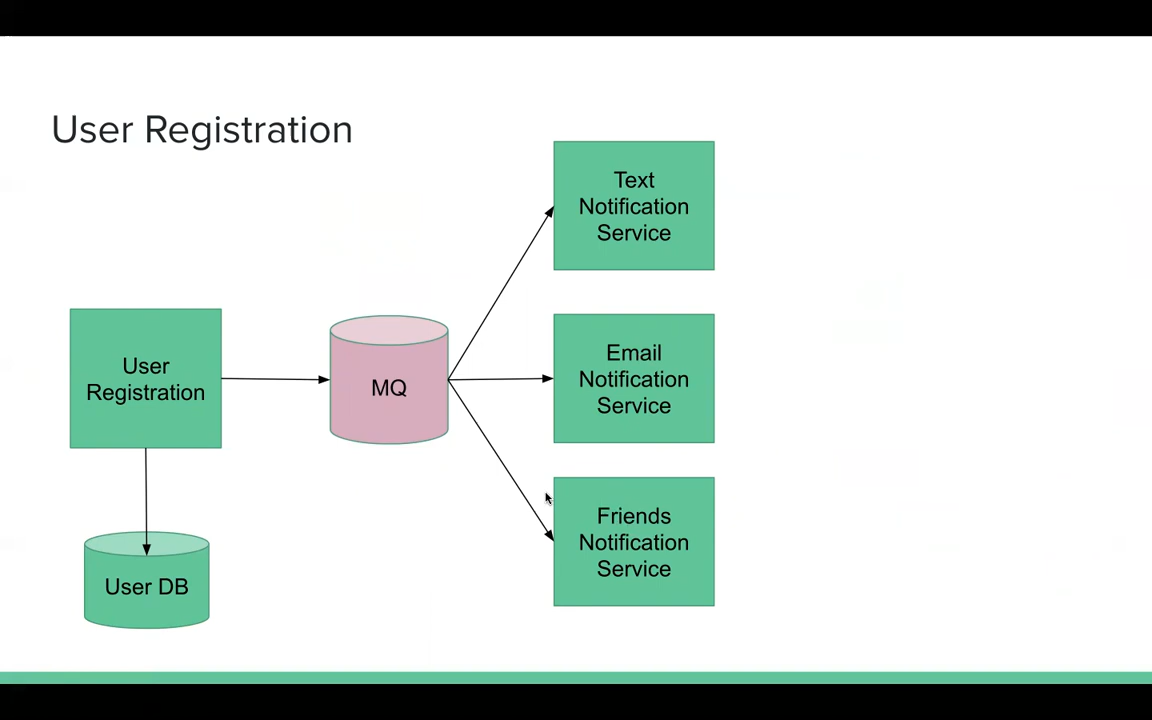 User Registration
Text
Notification
Service
User
Registration
MQ
Email
Notification
Service
Friends
Notification
Service
User DB